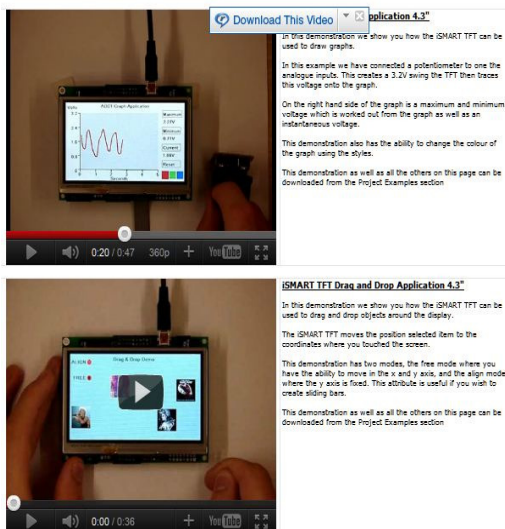 Download This Video
pplication 4.3"
In this demonstration we show you how the iSMART TFT can be
used to draw graphs.
In this example we have connected a potentiometer to one the
analogue inputs. This creates a 3.2V swing the TFT then traces
this voltage onto the graph.
On the right hand side of the graph is a maximum and minimum
voltage which is worked out from the graph as well as an
instantaneous voltage.
This demonstration also has the ability to change the colour of
the graph using the styles.
This demonstration as well as all the others on this page can be
downloaded from the Project Examples section
Graph Application
Maximum
Minimum
Current
Reset
Seconds
0:20 / 0:47 360p YouTube
iSMART TFT Drag and Drop Application 4.3"
In this demonstration we show you how the iSMART TFT can be
used to drag and drop objects around the display.
The iSMART TFT moves the position selected item to the
coordinates where you touched the screen.
This demonstration has two modes, the free mode where you
have the ability to move in the x and y axis, and the align mode
where the y axis is fixed. This attribute is useful if you wish to
create sliding bars.
This demonstration as well as all the others on this page can be
downloaded from the Project Examples section
ALIGN
Drag & Drop Demo
FREE
0:00 / 0:36 YouTube